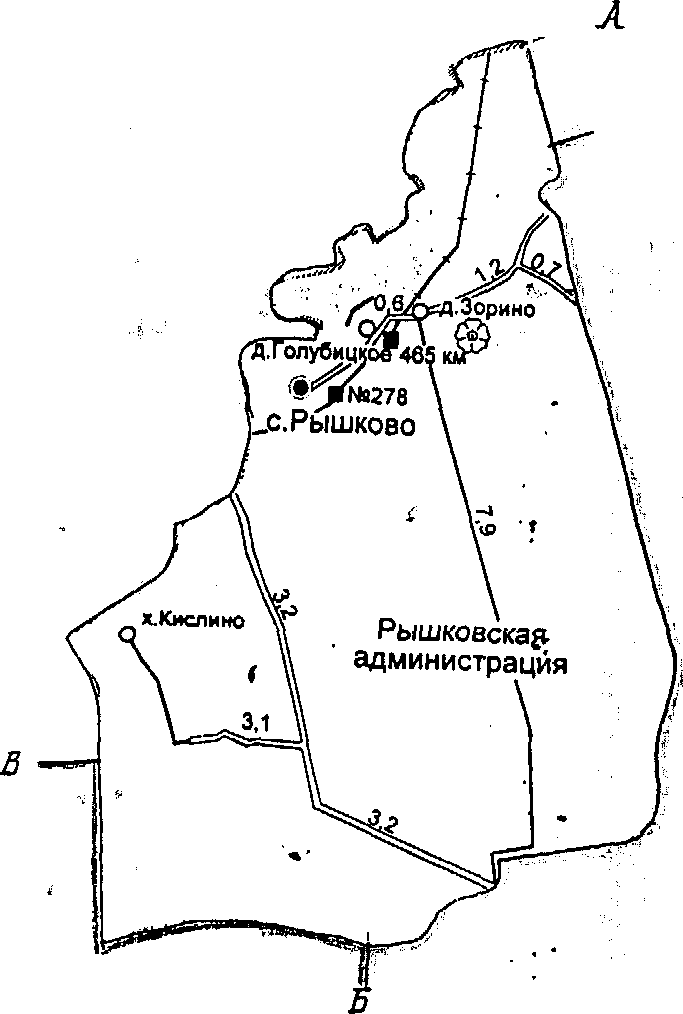 А
1,2
0,7
0,6
д.Зорино
д.Голубицкое 465 км
№278
с.Рышково
7,9
3,2
х.Кислино
Рышковская
администрация
3,1
В
3,2
Б